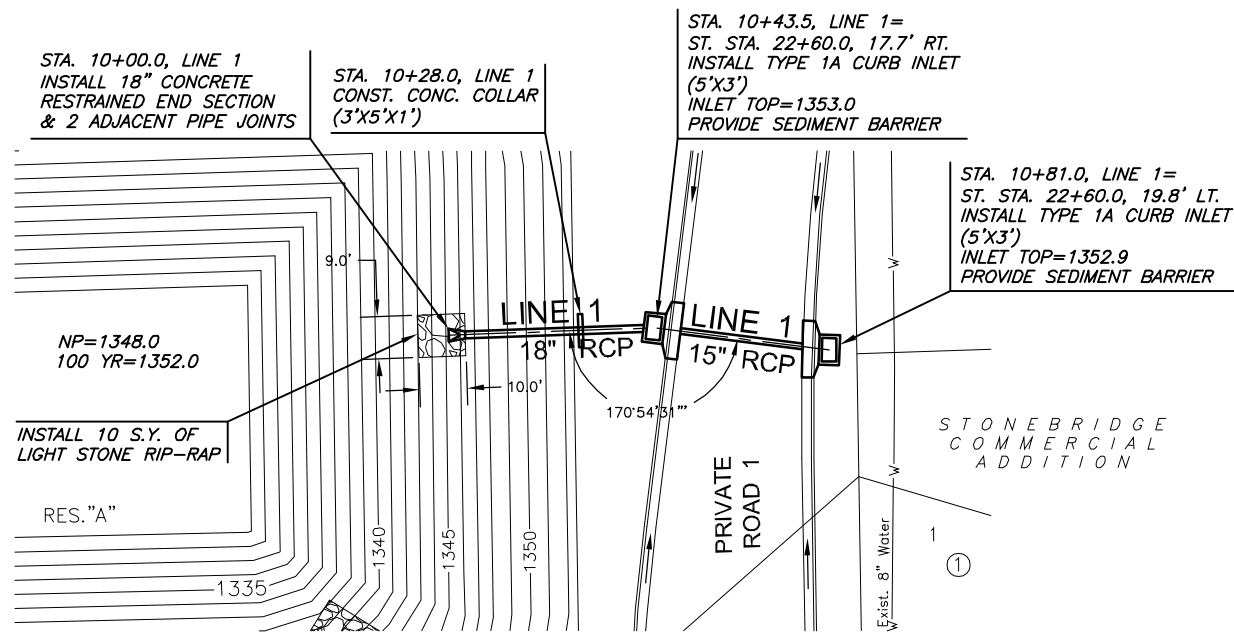 STA. 10+00.0, LINE 1
INSTALL 18" CONCRETE
RESTRAINED END SECTION
& 2 ADJACENT PIPE JOINTS
STA. 10+28.0, LINE 1
CONST. CONC. COLLAR
(3'X5'X1')
STA. 10+43.5, LINE 1=
ST. STA. 22+60.0, 17.7' RT.
INSTALL TYPE 1A CURB INLET
(5'X3')
INLET TOP=1353.0
PROVIDE SEDIMENT BARRIER
STA. 10+81.0, LINE 1=
ST. STA. 22+60.0, 19.8' LT.
INSTALL TYPE 1A CURB INLET
(5'X3')
INLET TOP=1352.9
PROVIDE SEDIMENT BARRIER
9.0'
LINE 1
18" RCP
LINE 1
15" RCP
NP=1348.0
100 YR=1352.0
10.0'
170°54'31"
INSTALL 10 S.Y. OF
LIGHT STONE RIP-RAP
STONEBRIDGE
COMMERCIAL
ADDITION
RES."A"
1335
1340
1345
1350
PRIVATE
ROAD 1
W
W
W
W
Exist. 8" Water
1
1